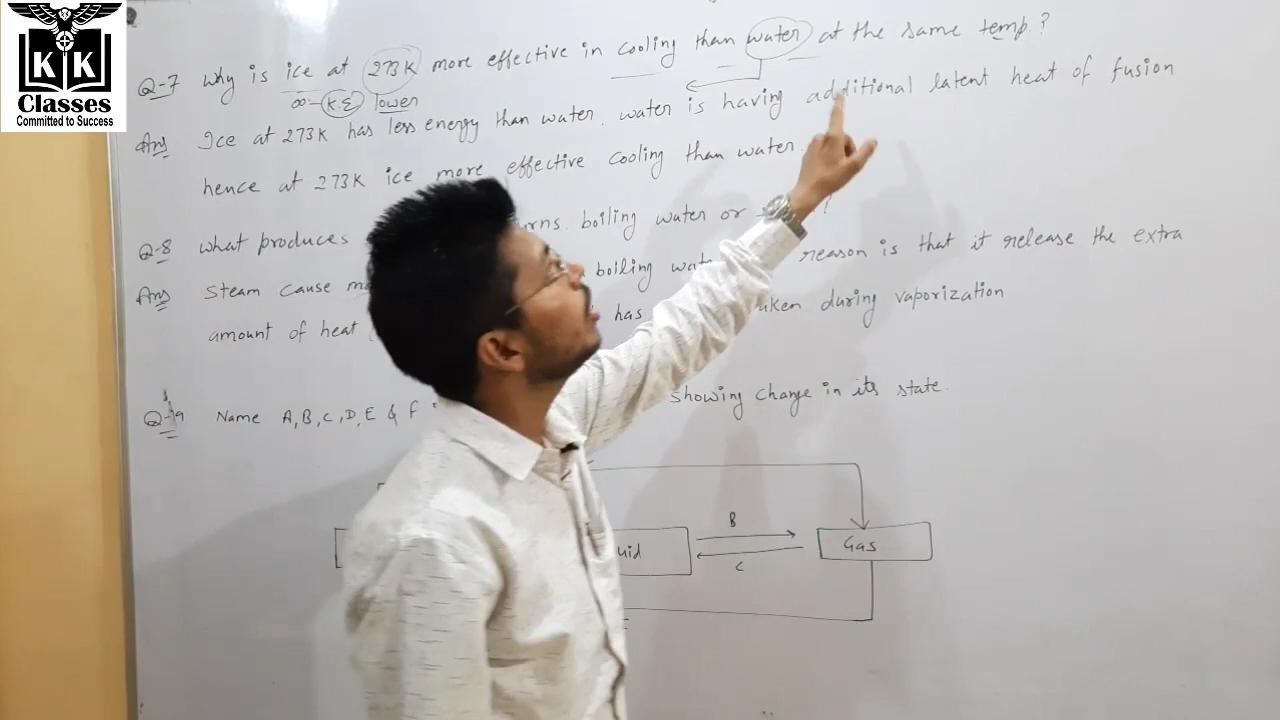 KK
Classes
Committed to Success
Q-7 Why is ice at 273K more effective in cooling than water at the same temp.?
0°- K.E lower
Ans Ice at 273K has less energy than water. water is having additional latent heat of fusion
hence at 273K ice more effective cooling than water.
Q-8 what produces boiling water or ?
Ans Steam cause boiling reason is that it release the extra
amount of heat has during vaporization
Q-9 Name A,B,C,D,E & F showing change in its state.
B
Gas
C